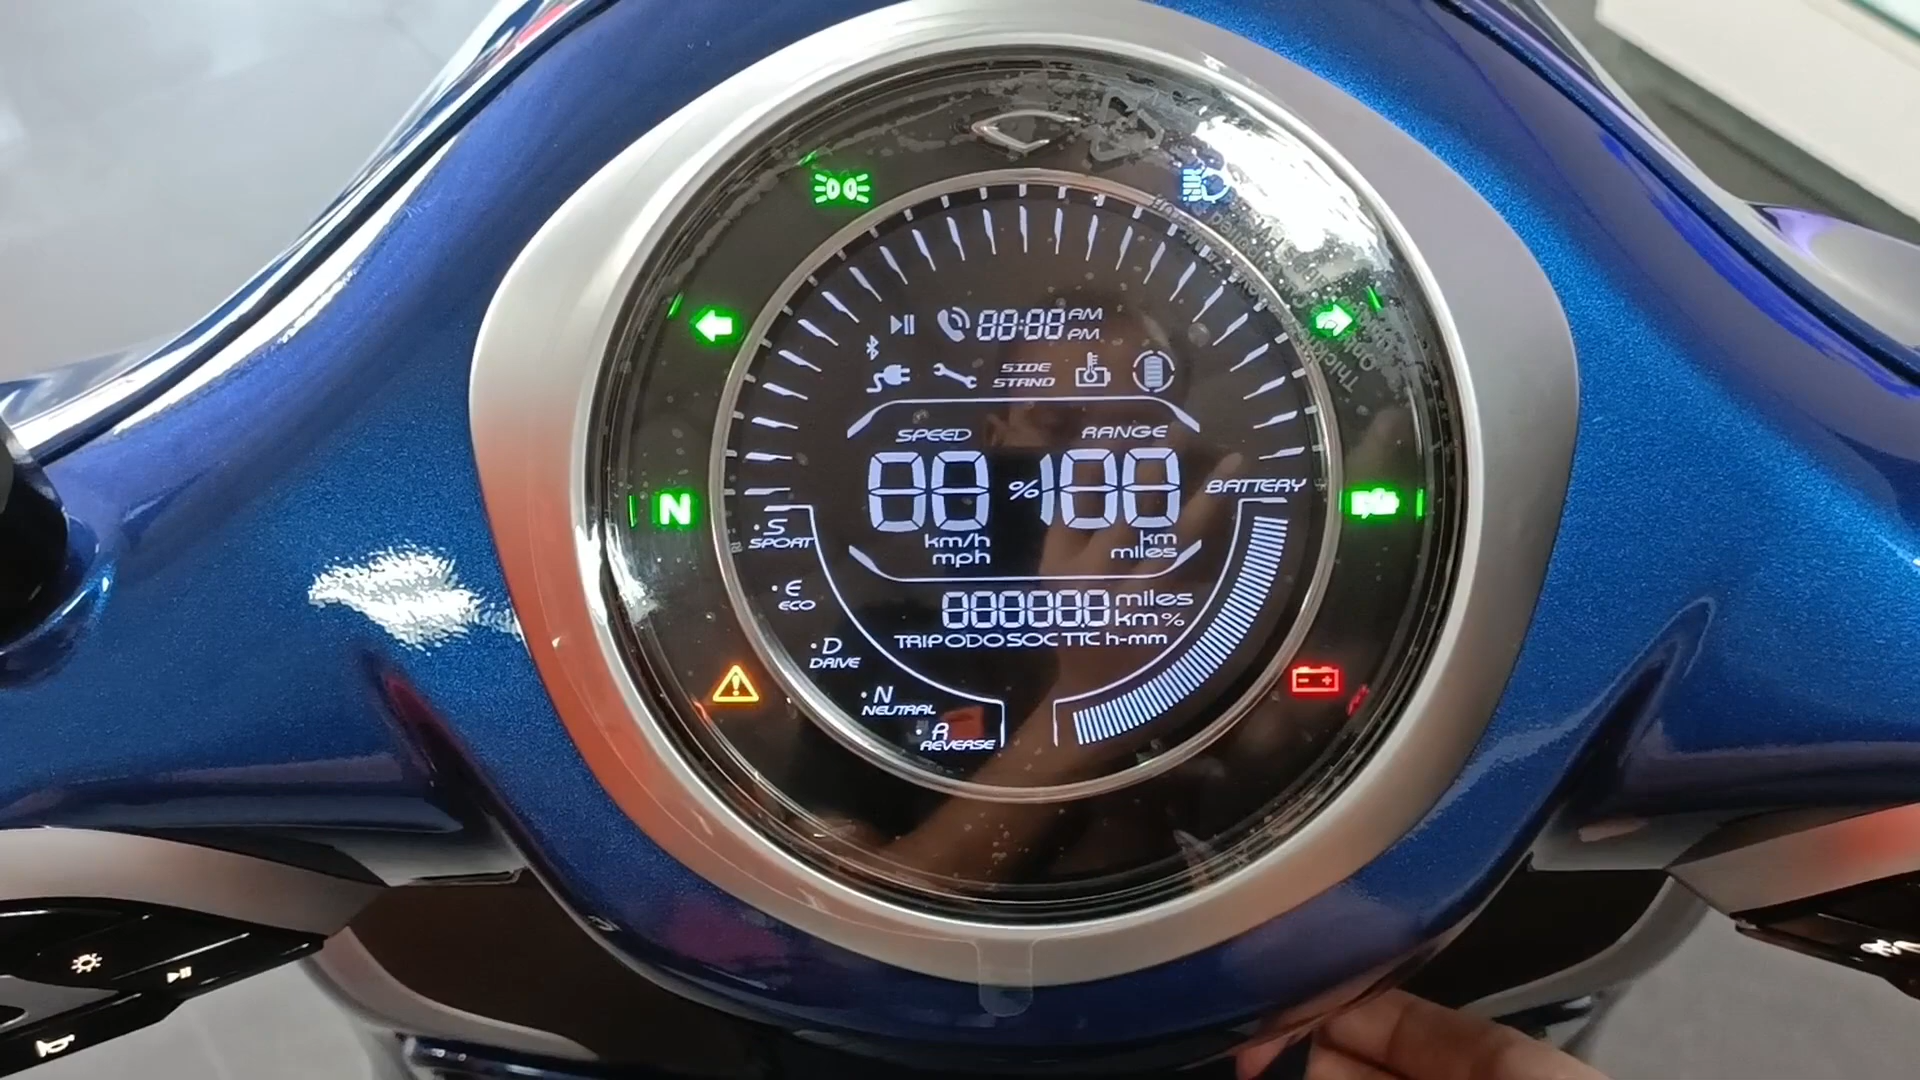 88:88 AM
PM
SIDE
STAND
SPEED
RANGE
88 % 188
BATTERY
km/h
mph
km
miles
S
SPORT
E
ECO
D
DRIVE
N
NEUTRAL
R
REVERSE
888888 miles
km %
TRIP ODO SOC TTC h-mm
N